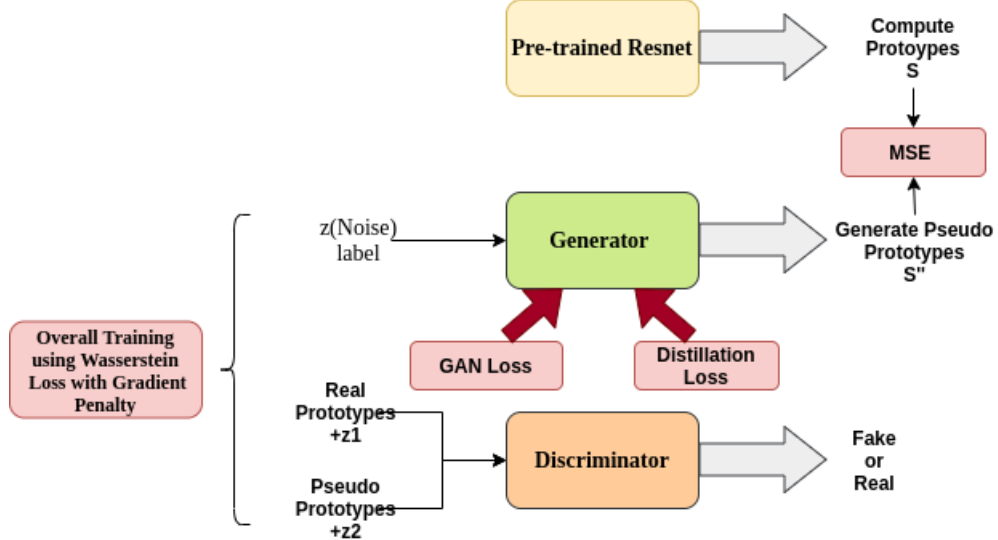 Pre-trained Resnet
Compute
Protoypes
S
MSE
z(Noise)
label
Generator
Generate Pseudo
Prototypes
S"
GAN Loss
Distillation
Loss
Overall Training
using Wasserstein
Loss with Gradient
Penalty
Real
Prototypes
+z1
Pseudo
Prototypes
+z2
Discriminator
Fake
or
Real